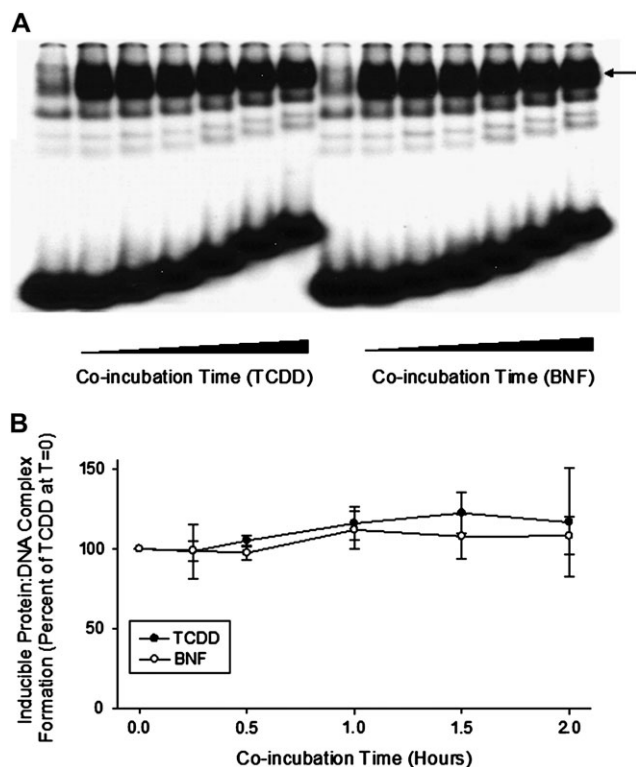 A
Co-incubation Time (TCDD)
Co-incubation Time (BNF)
B
Inducible Protein:DNA Complex
Formation (Percent of TCDD at T=0)
150
100
50
0
TCDD
BNF
0.0
0.5
1.0
1.5
2.0
Co-incubation Time (Hours)